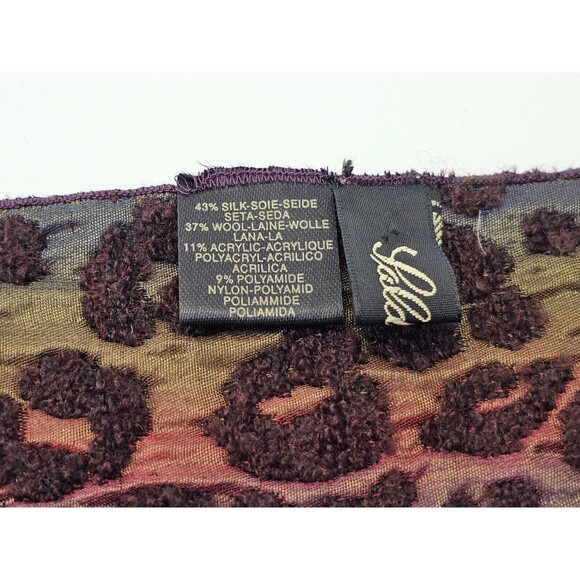 43% SILK-SOIE-SEIDE
SETA-SEDA
37% WOOL-LAINE-WOLLE
LANA-LA
11% ACRYLIC-ACRYLIQUE
POLYACRYL-ACRILICO
ACRILICA
9% POLYAMIDE
NYLON-POLYAMID
POLIAMMIDE
POLIAMIDA